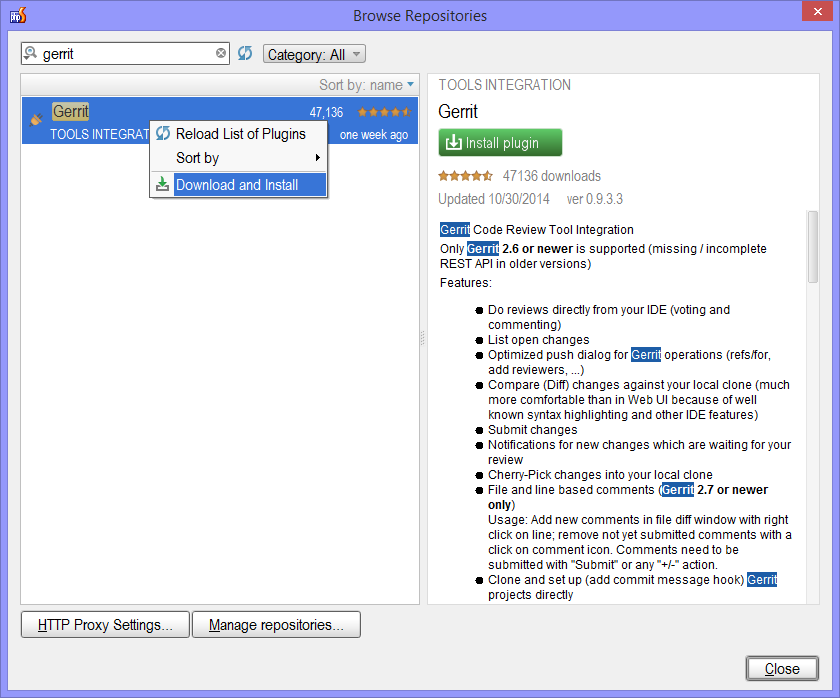 Browse Repositories
gerrit
Category: All
Sort by: name
Gerrit
47,136
TOOLS INTEGRAT
one week ago
Reload List of Plugins
Sort by
Download and Install
TOOLS INTEGRATION
Gerrit
Install plugin
47136 downloads
Updated 10/30/2014 ver 0.9.3.3
Gerrit Code Review Tool Integration
Only Gerrit 2.6 or newer is supported (missing / incomplete
REST API in older versions)
Features:
Do reviews directly from your IDE (voting and
commenting)
List open changes
Optimized push dialog for Gerrit operations (refs/for,
add reviewers, ...)
Compare (Diff) changes against your local clone (much
more comfortable than in Web UI because of well
known syntax highlighting and other IDE features)
Submit changes
Notifications for new changes which are waiting for your
review
Cherry-Pick changes into your local clone
File and line based comments (Gerrit 2.7 or newer
only)
Usage: Add new comments in file diff window with right
click on line; remove not yet submitted comments with a
click on comment icon. Comments need to be
submitted with "Submit" or any "+/-" action.
Clone and set up (add commit message hook) Gerrit
projects directly
HTTP Proxy Settings...
Manage repositories...
Close